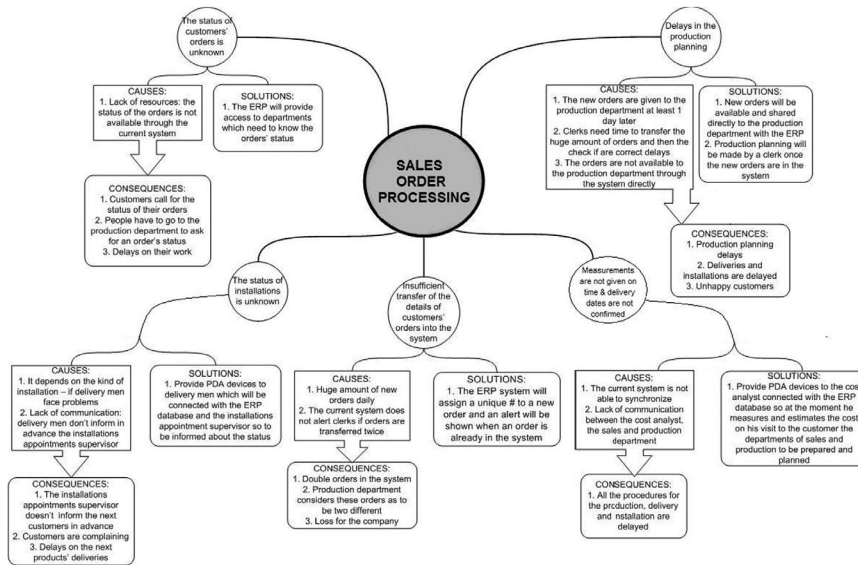 The status of
customers'
orders is
unknown
CAUSES:
1. Lack of resources: the
status of the orders is not
available through the
current system
SOLUTIONS:
1. The ERP will provide
access to departments
which need to know the
orders' status
CONSEQUENCES:
1. Customers call for the
status of their orders
2. People have to go to the
production department to ask
for an order's status
3. Delays on their work
SALES
ORDER
PROCESSING
Delays in the
production
planning
CAUSES:
1. The new orders are given to the
production department at least 1
day later
2. Clerks need time to transfer the
huge amount of orders and then the
check if are correct delays
3. The orders are not available to
the production department through
the system directly
SOLUTIONS:
1. New orders will be
available and shared
directly to the production
department with the ERP
2. Production planning will
be made by a clerk once
the new orders are in the
system
CONSEQUENCES:
1. Production planning
delays
2. Deliveries and
installations are delayed
3. Unhappy customers
The status of
installations
is unknown
CAUSES:
1. It depends on the kind of
installation – if delivery men
face problems
2. Lack of communication:
delivery men don't inform in
advance the installations
appointments supervisor
SOLUTIONS:
1. Provide PDA devices to
delivery men which will be
connected with the ERP
database and the installations
appointment supervisor so to
be informed about the status
CONSEQUENCES:
1. The installations
appointments supervisor
doesn't inform the next
customers in advance
2. Customers are complaining
3. Delays on the next
products' deliveries
Insufficient
transfer of the
details of
customers'
orders into the
system
CAUSES:
1. Huge amount of new
orders daily
2. The current system does
not alert clerks if orders are
transferred twice
SOLUTIONS:
1. The ERP system will
assign a unique # to a new
order and an alert will be
shown when an order is
already in the system
CONSEQUENCES:
1. Double orders in the system
2. Production department
considers these orders as to
be two different
3. Loss for the company
Measurements
are not given on
time & delivery
dates are not
confirmed
CAUSES:
1. The current system is not
able to synchronize
2. Lack of communication
between the cost analyst,
the sales and production
department
SOLUTIONS:
1. Provide PDA devices to the cost
analyst connected with the ERP
database so at the moment he
measures and estimates the cost
on his visit to the customer the
departments of sales and
production to be prepared and
planned
CONSEQUENCES:
1. All the procedures for
the production, delivery
and nstallation are
delayed